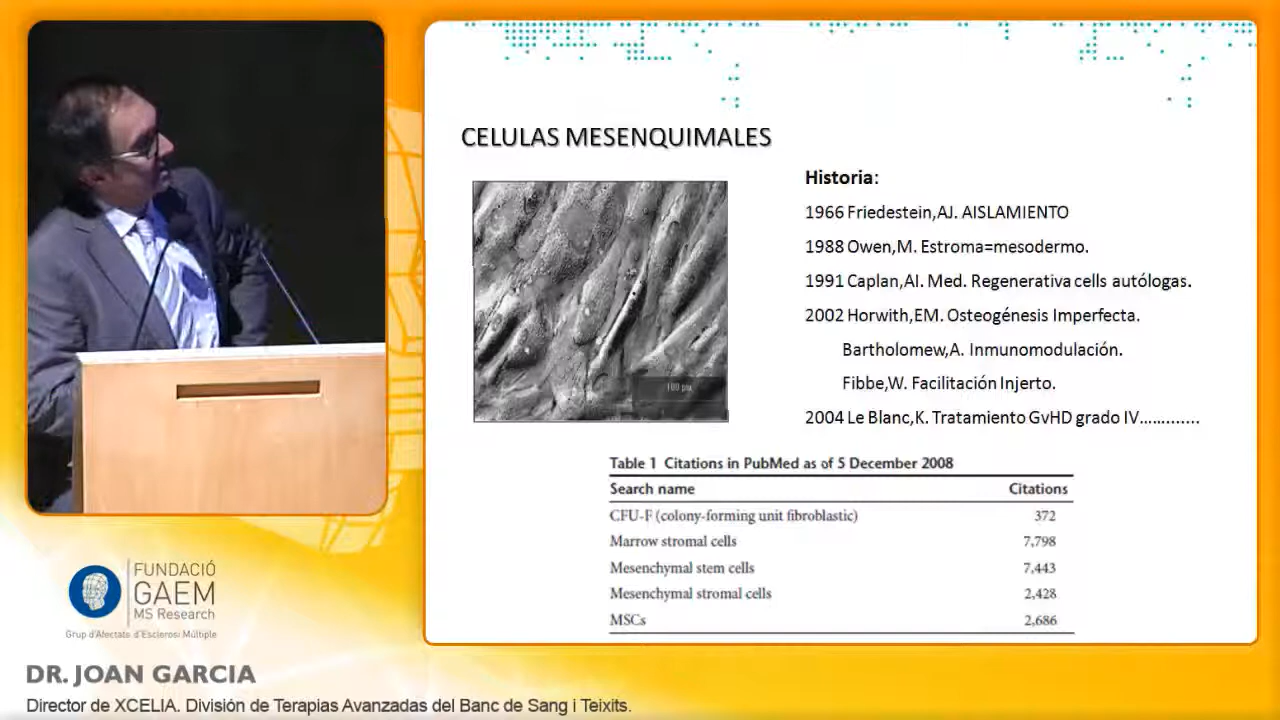 CELULAS MESENQUIMALES
Historia:
1966 Friedestein,AJ. AISLAMIENTO
1988 Owen,M. Estroma=mesodermo.
1991 Caplan,AI. Med. Regenerativa cells autólogas.
2002 Horwith,EM. Osteogénesis Imperfecta.
Bartholomew,A. Inmunomodulación.
Fibbe,W. Facilitación Injerto.
2004 Le Blanc,K. Tratamiento GvHD grado IV............
100 µm
Table 1 Citations in PubMed as of 5 December 2008
Search name Citations
CFU-F (colony-forming unit fibroblastic) 372
Marrow stromal cells 7,798
Mesenchymal stem cells 7,443
Mesenchymal stromal cells 2,428
MSCs 2,686
FUNDACIÓ
GAEM
MS Research
Grup d'Afectats d'Esclerosi Múltiple
DR. JOAN GARCIA
Director de XCELIA. División de Terapias Avanzadas del Banc de Sang i Teixits.